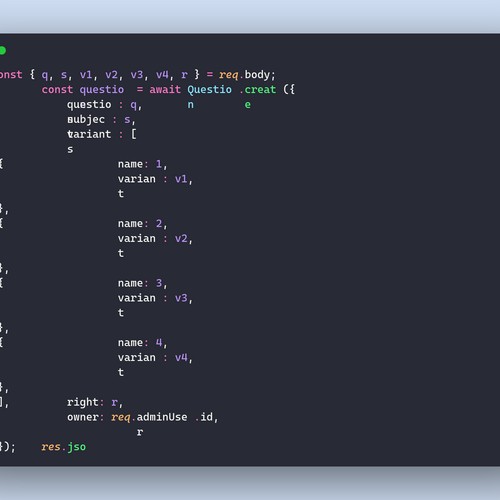 onst { q, s, v1, v2, v3, v4, r } = req.body;
const questio = await Questio .creat ({
questio : q, n e
n
subjec : s,
t
variant : [
s
{ name: 1,
varian : v1,
t
},
{ name: 2,
varian : v2,
t
},
{ name: 3,
varian : v3,
t
},
{ name: 4,
varian : v4,
t
},
], right: r,
owner: req.adminUse .id,
r
}); res.jso